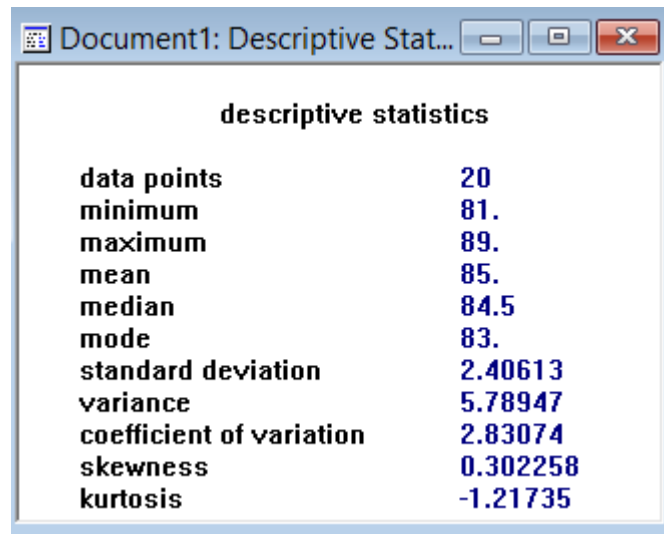 Document1: Descriptive Stat...
descriptive statistics
data points 20
minimum 81.
maximum 89.
mean 85.
median 84.5
mode 83.
standard deviation 2.40613
variance 5.78947
coefficient of variation 2.83074
skewness 0.302258
kurtosis -1.21735